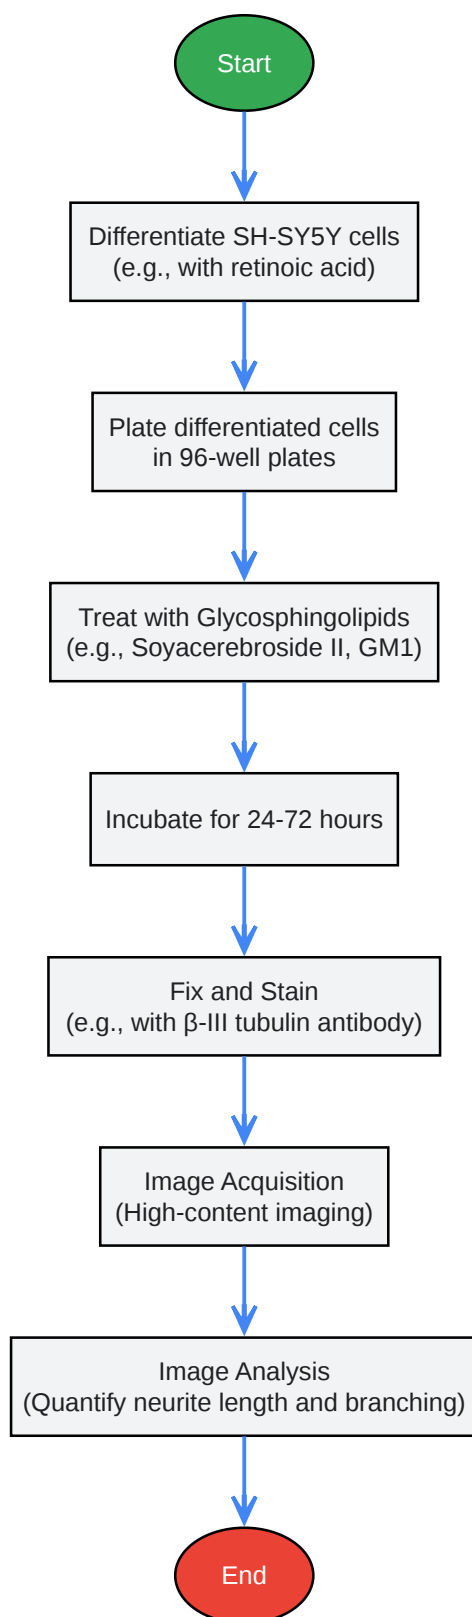 Start
Differentiate SH-SY5Y cells
(e.g., with retinoic acid)
Plate differentiated cells
in 96-well plates
Treat with Glycosphingolipids
(e.g., Soyacerebroside II, GM1)
Incubate for 24-72 hours
Fix and Stain
(e.g., with β-III tubulin antibody)
Image Acquisition
(High-content imaging)
Image Analysis
(Quantify neurite length and branching)
End